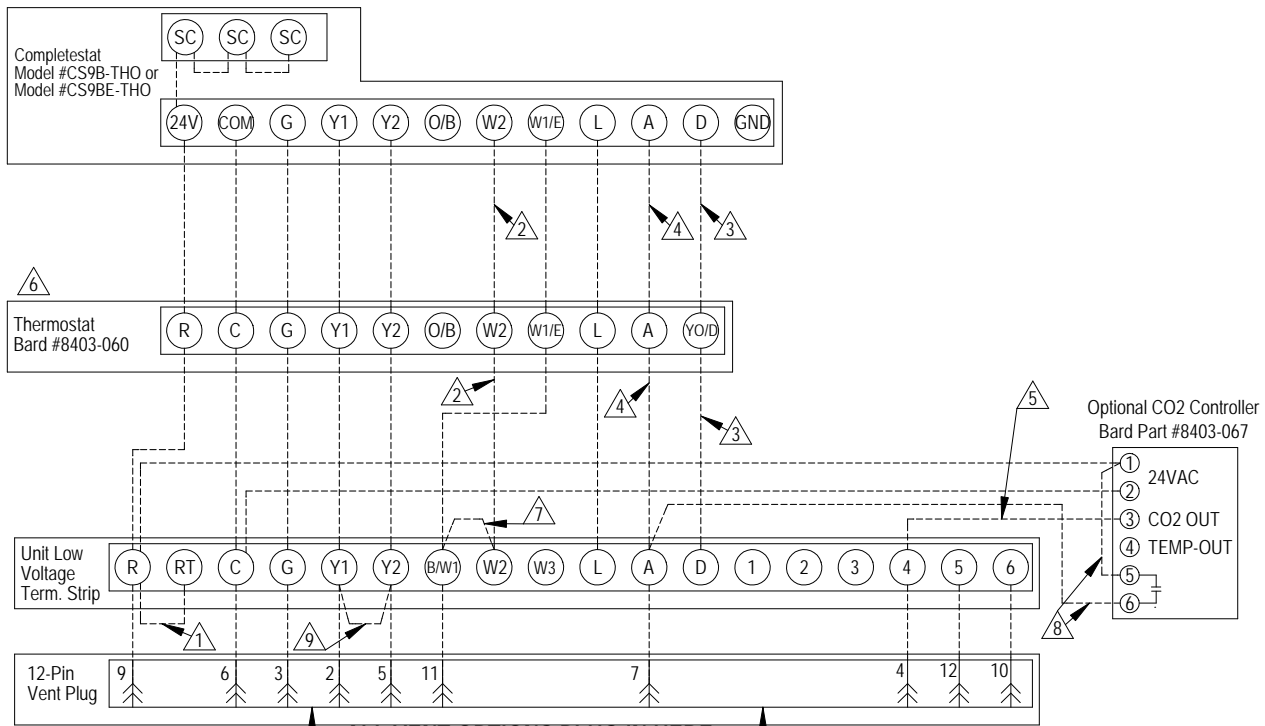 SC SC SC
Completestat
Model #CS9B-THO or
Model #CS9BE-THO
24V COM G Y1 Y2 O/B W2 W1/E L A D GND
2 4 3
6
Thermostat
Bard #8403-060
R C G Y1 Y2 O/B W2 W1/E L A YO/D
2 4 3 5
Optional CO2 Controller
Bard Part #8403-067
1
24VAC
2
3 CO2 OUT
4 TEMP-OUT
5
6
7
8
Unit Low
Voltage
Term. Strip
R RT C G Y1 Y2 B/W1 W2 W3 L A D 1 2 3 4 5 6
1 9
12-Pin
Vent Plug
9 6 3 2 5 11 7 4 12 10